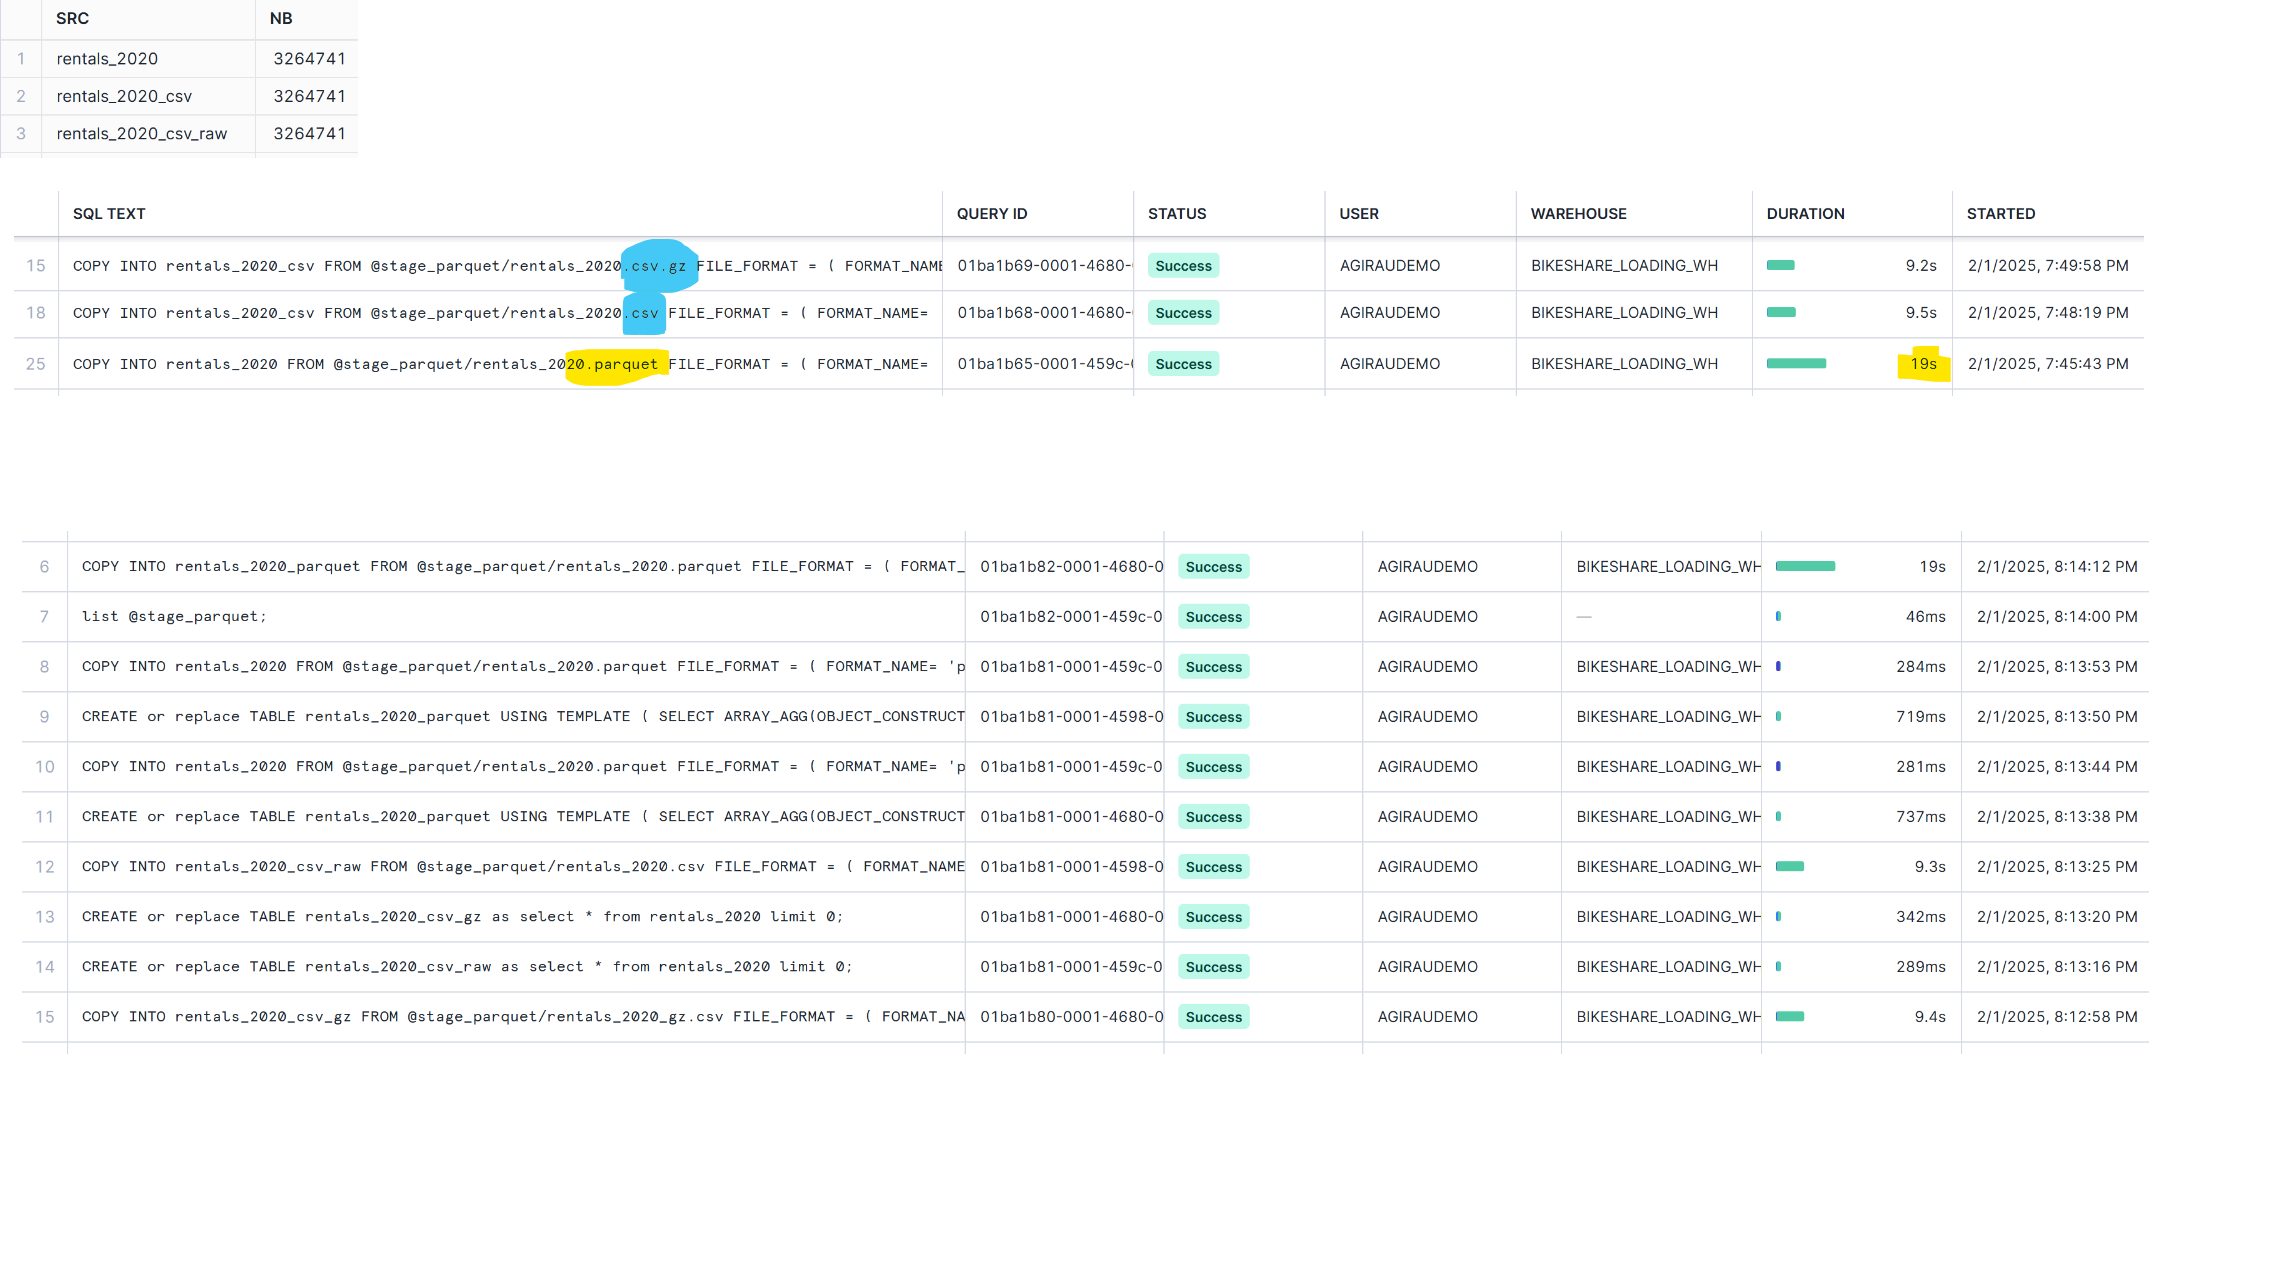 SRC NB
1 rentals_2020 3264741
2 rentals_2020_csv 3264741
3 rentals_2020_csv_raw 3264741
SQL TEXT QUERY ID STATUS USER WAREHOUSE DURATION STARTED
15 COPY INTO rentals_2020_csv FROM @stage_parquet/rentals_2020.csv.gz FILE_FORMAT = ( FORMAT_NAME 01ba1b69-0001-4680- Success AGIRAUDEMO BIKESHARE_LOADING_WH 9.2s 2/1/2025, 7:49:58 PM
18 COPY INTO rentals_2020_csv FROM @stage_parquet/rentals_2020.csv FILE_FORMAT = ( FORMAT_NAME= 01ba1b68-0001-4680- Success AGIRAUDEMO BIKESHARE_LOADING_WH 9.5s 2/1/2025, 7:48:19 PM
25 COPY INTO rentals_2020 FROM @stage_parquet/rentals_2020.parquet FILE_FORMAT = ( FORMAT_NAME= 01ba1b65-0001-459c- Success AGIRAUDEMO BIKESHARE_LOADING_WH 19s 2/1/2025, 7:45:43 PM
6 COPY INTO rentals_2020_parquet FROM @stage_parquet/rentals_2020.parquet FILE_FORMAT = ( FORMAT_ 01ba1b82-0001-4680-0 Success AGIRAUDEMO BIKESHARE_LOADING_WH 19s 2/1/2025, 8:14:12 PM
7 list @stage_parquet; 01ba1b82-0001-459c-0 Success AGIRAUDEMO — 46ms 2/1/2025, 8:14:00 PM
8 COPY INTO rentals_2020 FROM @stage_parquet/rentals_2020.parquet FILE_FORMAT = ( FORMAT_NAME= 'p 01ba1b81-0001-459c-0 Success AGIRAUDEMO BIKESHARE_LOADING_WH 284ms 2/1/2025, 8:13:53 PM
9 CREATE or replace TABLE rentals_2020_parquet USING TEMPLATE ( SELECT ARRAY_AGG(OBJECT_CONSTRUCT 01ba1b81-0001-4598-0 Success AGIRAUDEMO BIKESHARE_LOADING_WH 719ms 2/1/2025, 8:13:50 PM
10 COPY INTO rentals_2020 FROM @stage_parquet/rentals_2020.parquet FILE_FORMAT = ( FORMAT_NAME= 'p 01ba1b81-0001-459c-0 Success AGIRAUDEMO BIKESHARE_LOADING_WH 281ms 2/1/2025, 8:13:44 PM
11 CREATE or replace TABLE rentals_2020_parquet USING TEMPLATE ( SELECT ARRAY_AGG(OBJECT_CONSTRUCT 01ba1b81-0001-4680-0 Success AGIRAUDEMO BIKESHARE_LOADING_WH 737ms 2/1/2025, 8:13:38 PM
12 COPY INTO rentals_2020_csv_raw FROM @stage_parquet/rentals_2020.csv FILE_FORMAT = ( FORMAT_NAME 01ba1b81-0001-4598-0 Success AGIRAUDEMO BIKESHARE_LOADING_WH 9.3s 2/1/2025, 8:13:25 PM
13 CREATE or replace TABLE rentals_2020_csv_gz as select * from rentals_2020 limit 0; 01ba1b81-0001-4680-0 Success AGIRAUDEMO BIKESHARE_LOADING_WH 342ms 2/1/2025, 8:13:20 PM
14 CREATE or replace TABLE rentals_2020_csv_raw as select * from rentals_2020 limit 0; 01ba1b81-0001-459c-0 Success AGIRAUDEMO BIKESHARE_LOADING_WH 289ms 2/1/2025, 8:13:16 PM
15 COPY INTO rentals_2020_csv_gz FROM @stage_parquet/rentals_2020_gz.csv FILE_FORMAT = ( FORMAT_NA 01ba1b80-0001-4680-0 Success AGIRAUDEMO BIKESHARE_LOADING_WH 9.4s 2/1/2025, 8:12:58 PM